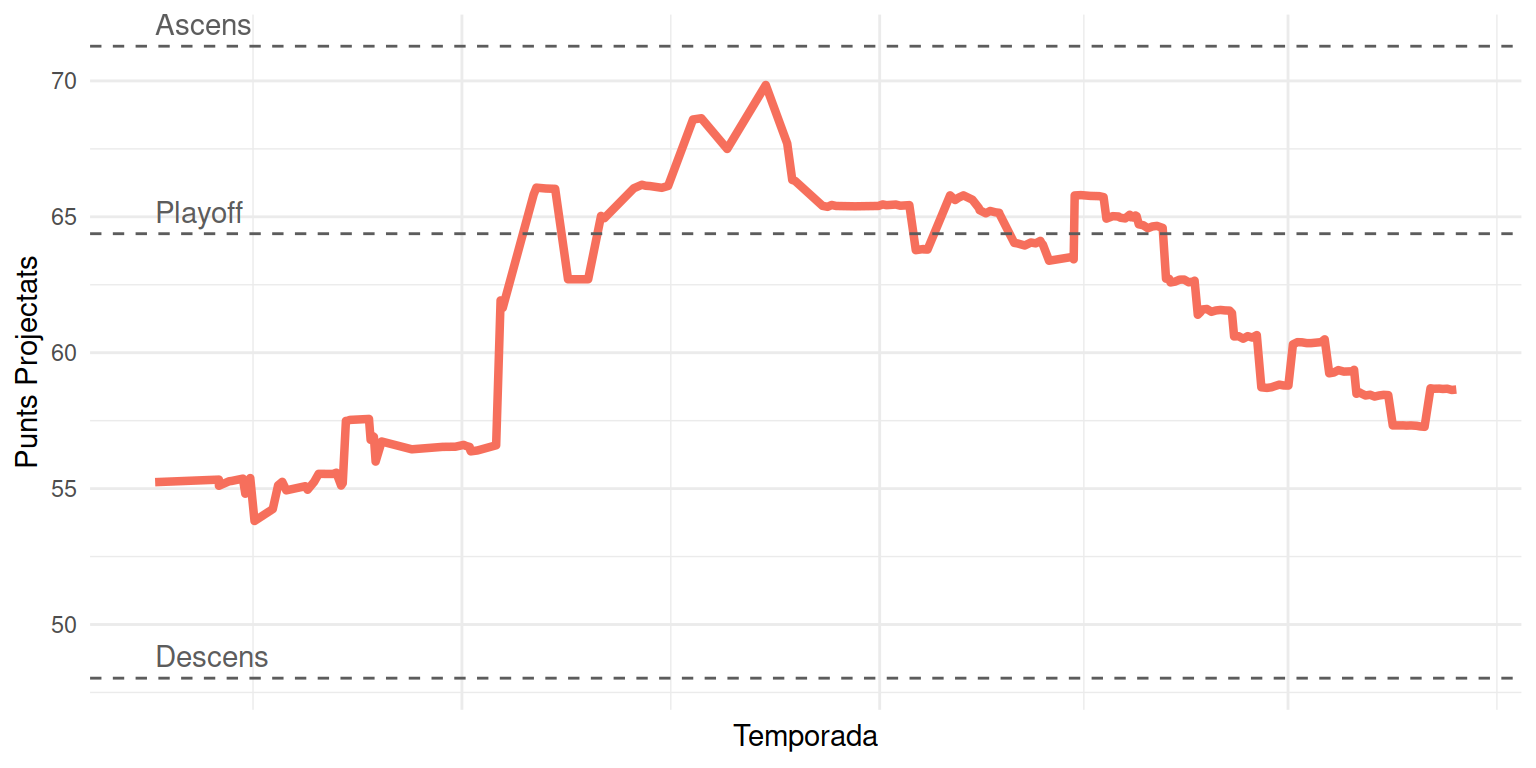 Ascens
70
Playoff
65
60
55
50
Descens
Punts Projectats
Temporada